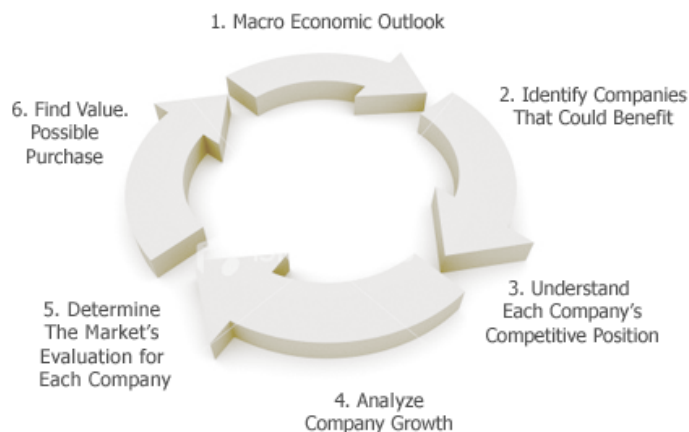 1. Macro Economic Outlook
2. Identify Companies
That Could Benefit
3. Understand
Each Company's
Competitive Position
4. Analyze
Company Growth
5. Determine
The Market's
Evaluation for
Each Company
6. Find Value.
Possible
Purchase